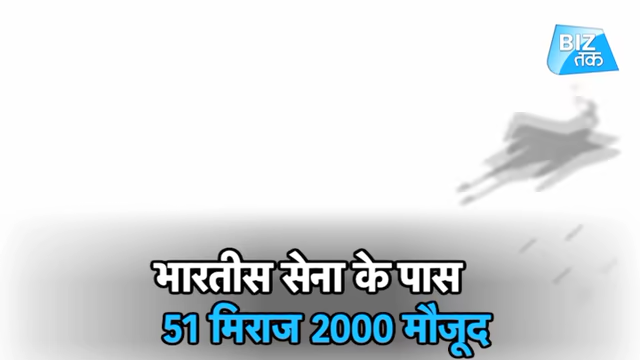 BIZ
तक
भारतीस सेना के पास
51 मिराज 2000 मौजूद